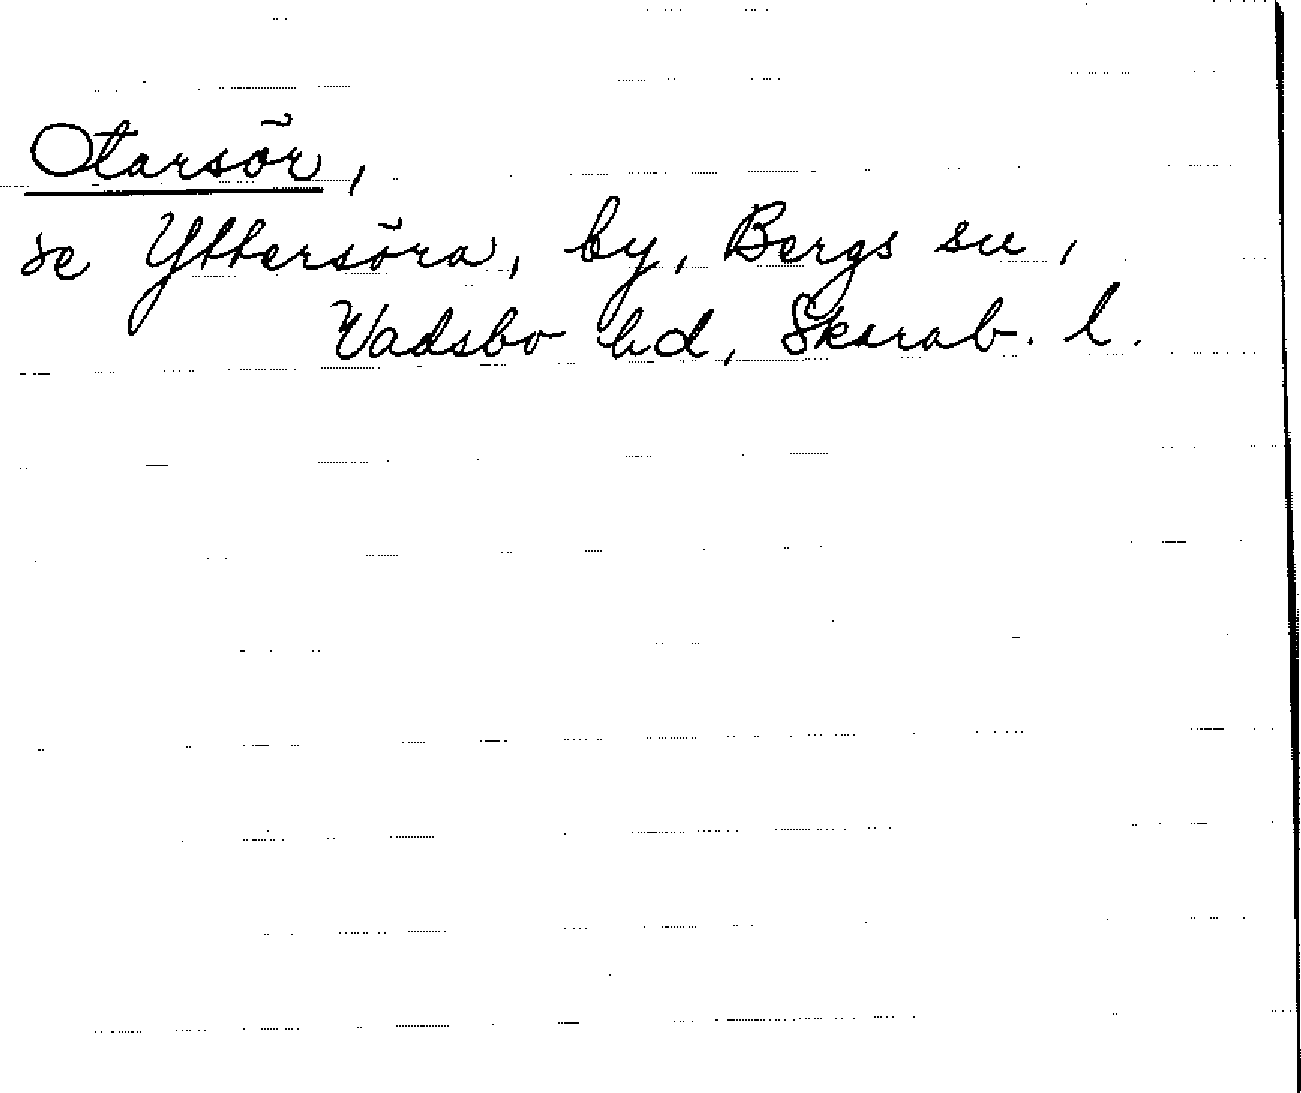 Otarsör,
se Yttersöra, by, Bergs sn,
Vadsbo hd, Skarab. l.